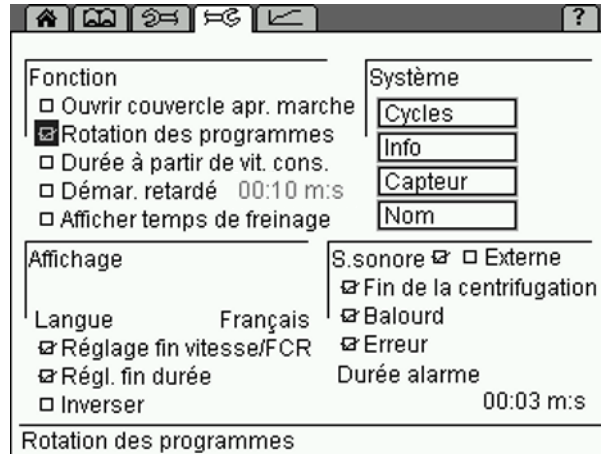 ?
Fonction
Ouvrir couvercle apr. marche
Rotation des programmes
Durée à partir de vit. cons.
Démar. retardé 00:10 m:s
Afficher temps de freinage
Système
Cycles
Info
Capteur
Nom
Affichage
Langue Français
Réglage fin vitesse/FCR
Régl. fin durée
Inverser
S.sonore Externe
Fin de la centrifugation
Balourd
Erreur
Durée alarme
00:03 m:s
Rotation des programmes